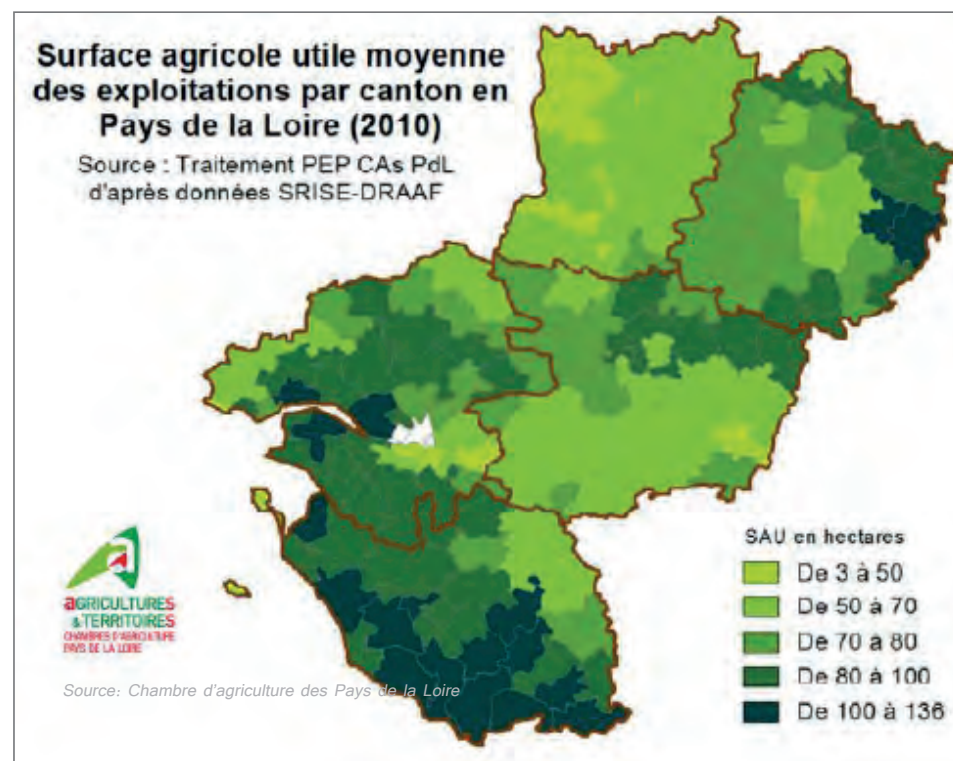 Surface agricole utile moyenne
des exploitations par canton en
Pays de la Loire (2010)
Source : Traitement PEP CAs PdL
d'après données SRISE-DRAAF
SAU en hectares
De 3 à 50
De 50 à 70
De 70 à 80
De 80 à 100
De 100 à 136
aGRICULTURES
& TERRITOIRES
CHAMBRES D'AGRICULTURE
PAYS DE LA LOIRE
Source: Chambre d'agriculture des Pays de la Loire